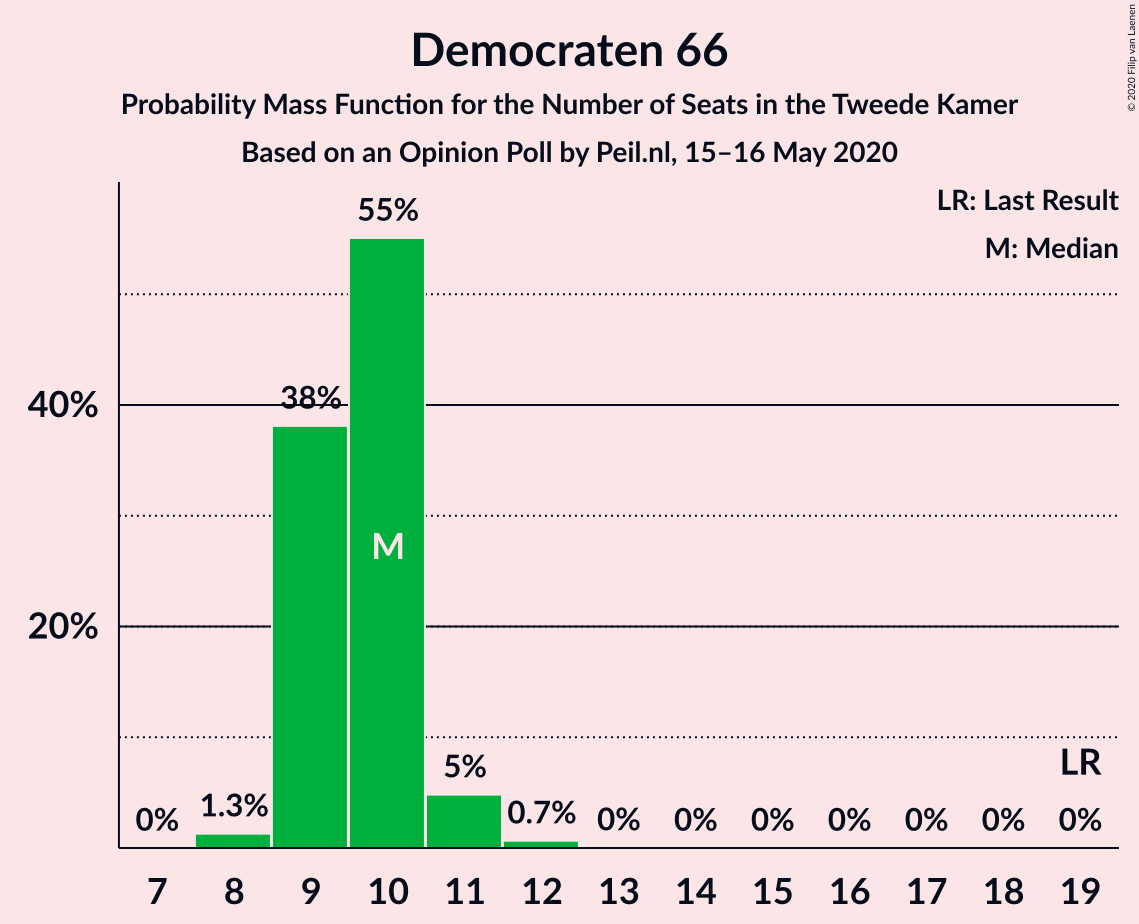 Democraten 66
Probability Mass Function for the Number of Seats in the Tweede Kamer
Based on an Opinion Poll by Peil.nl, 15–16 May 2020
© 2020 Filip van Laenen
LR: Last Result
M: Median
55%
38%
40%
M
20%
LR
5%
0% 1.3% 0.7% 0% 0% 0% 0% 0% 0% 0%
7 8 9 10 11 12 13 14 15 16 17 18 19